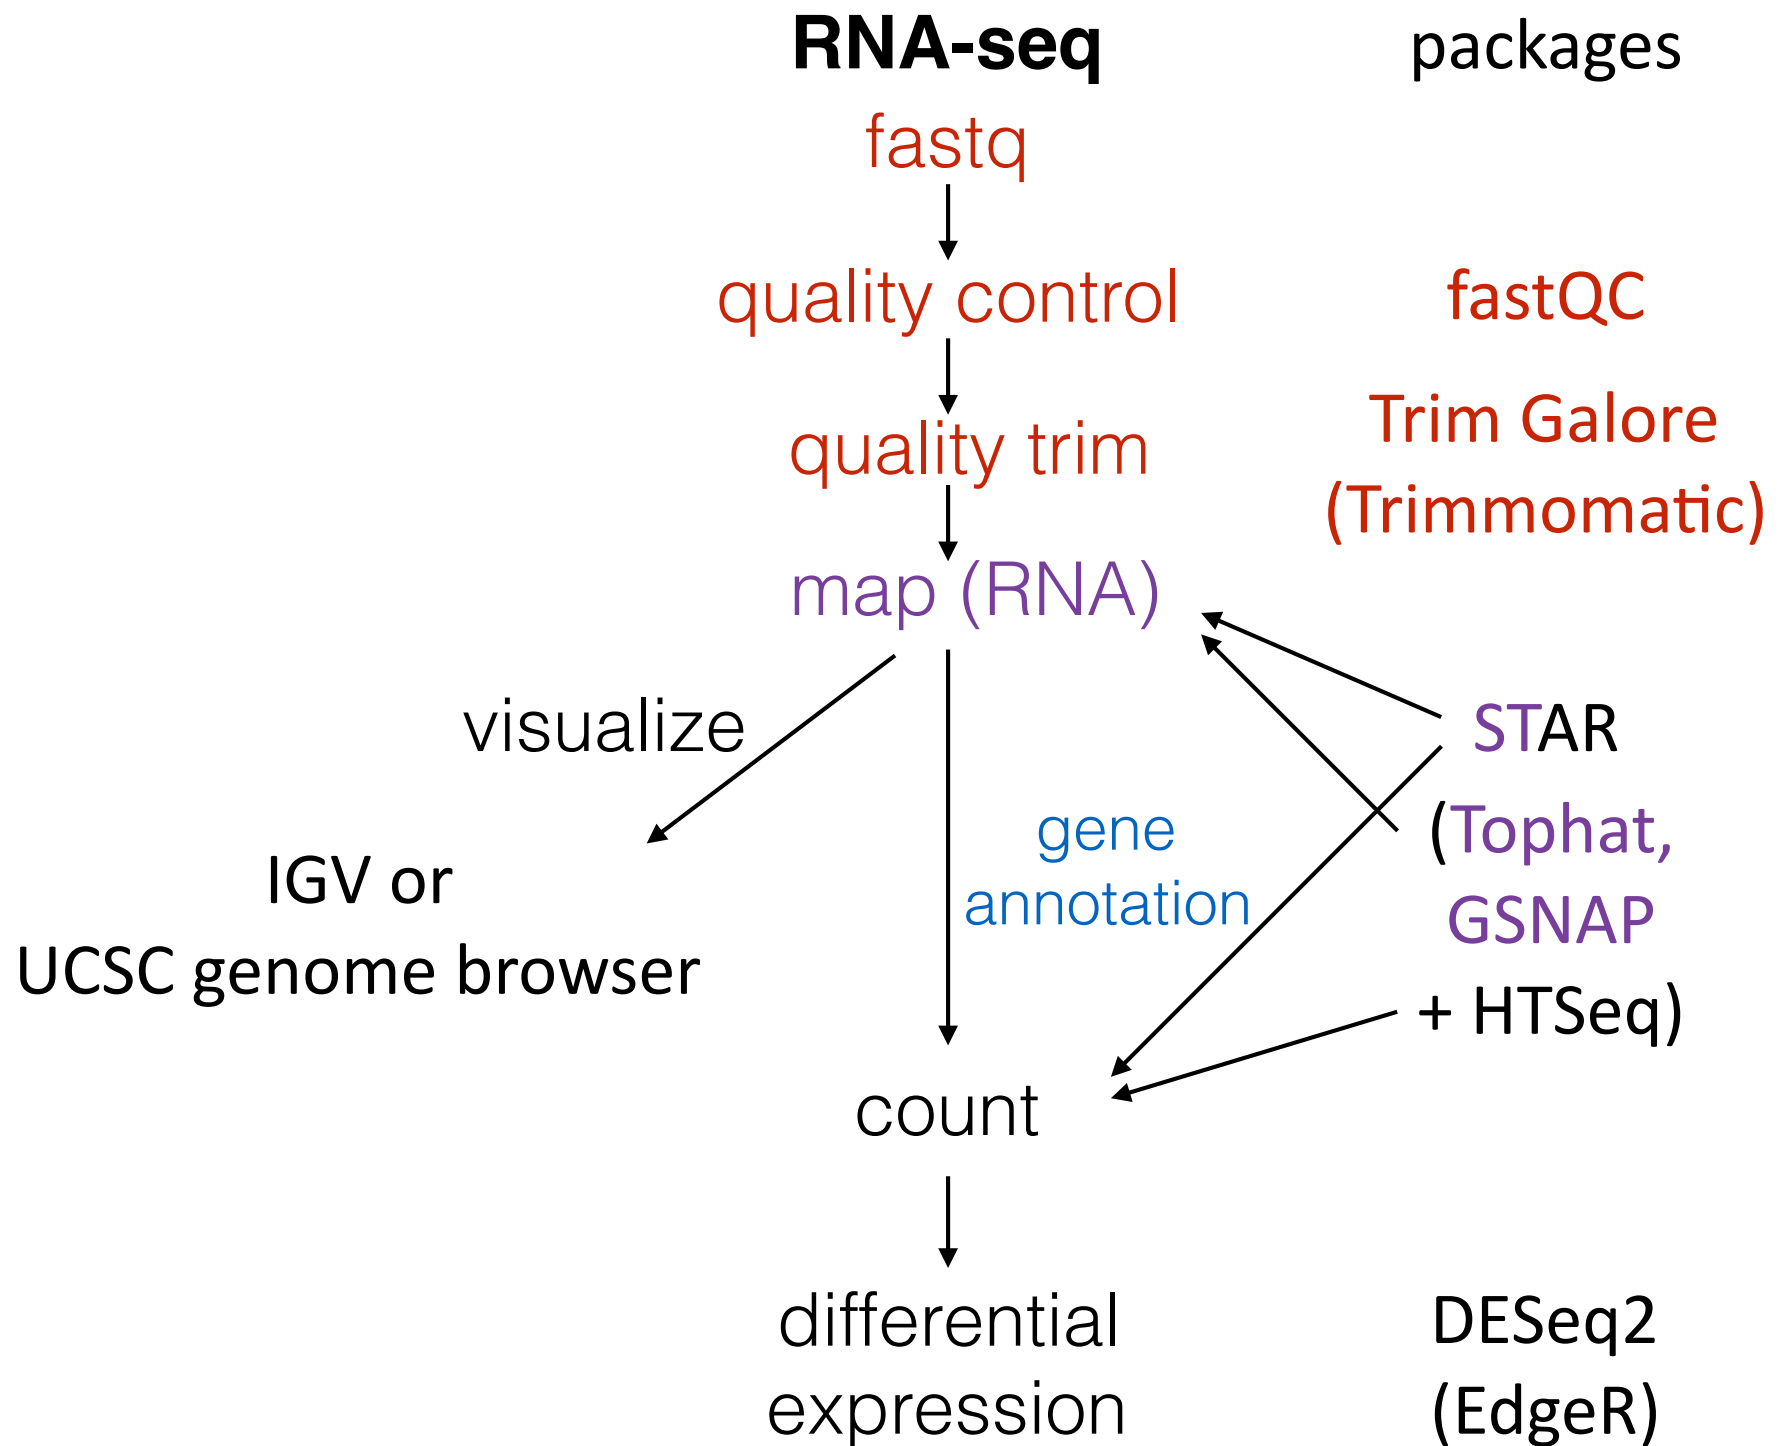 RNA-seq
packages
fastq
quality control
fastQC
quality trim
Trim Galore
(Trimmomatic)
map (RNA)
visualize
STAR
gene
annotation
(Tophat,
GSNAP
+ HTSeq)
IGV or
UCSC genome browser
count
differential
expression
DESeq2
(EdgeR)